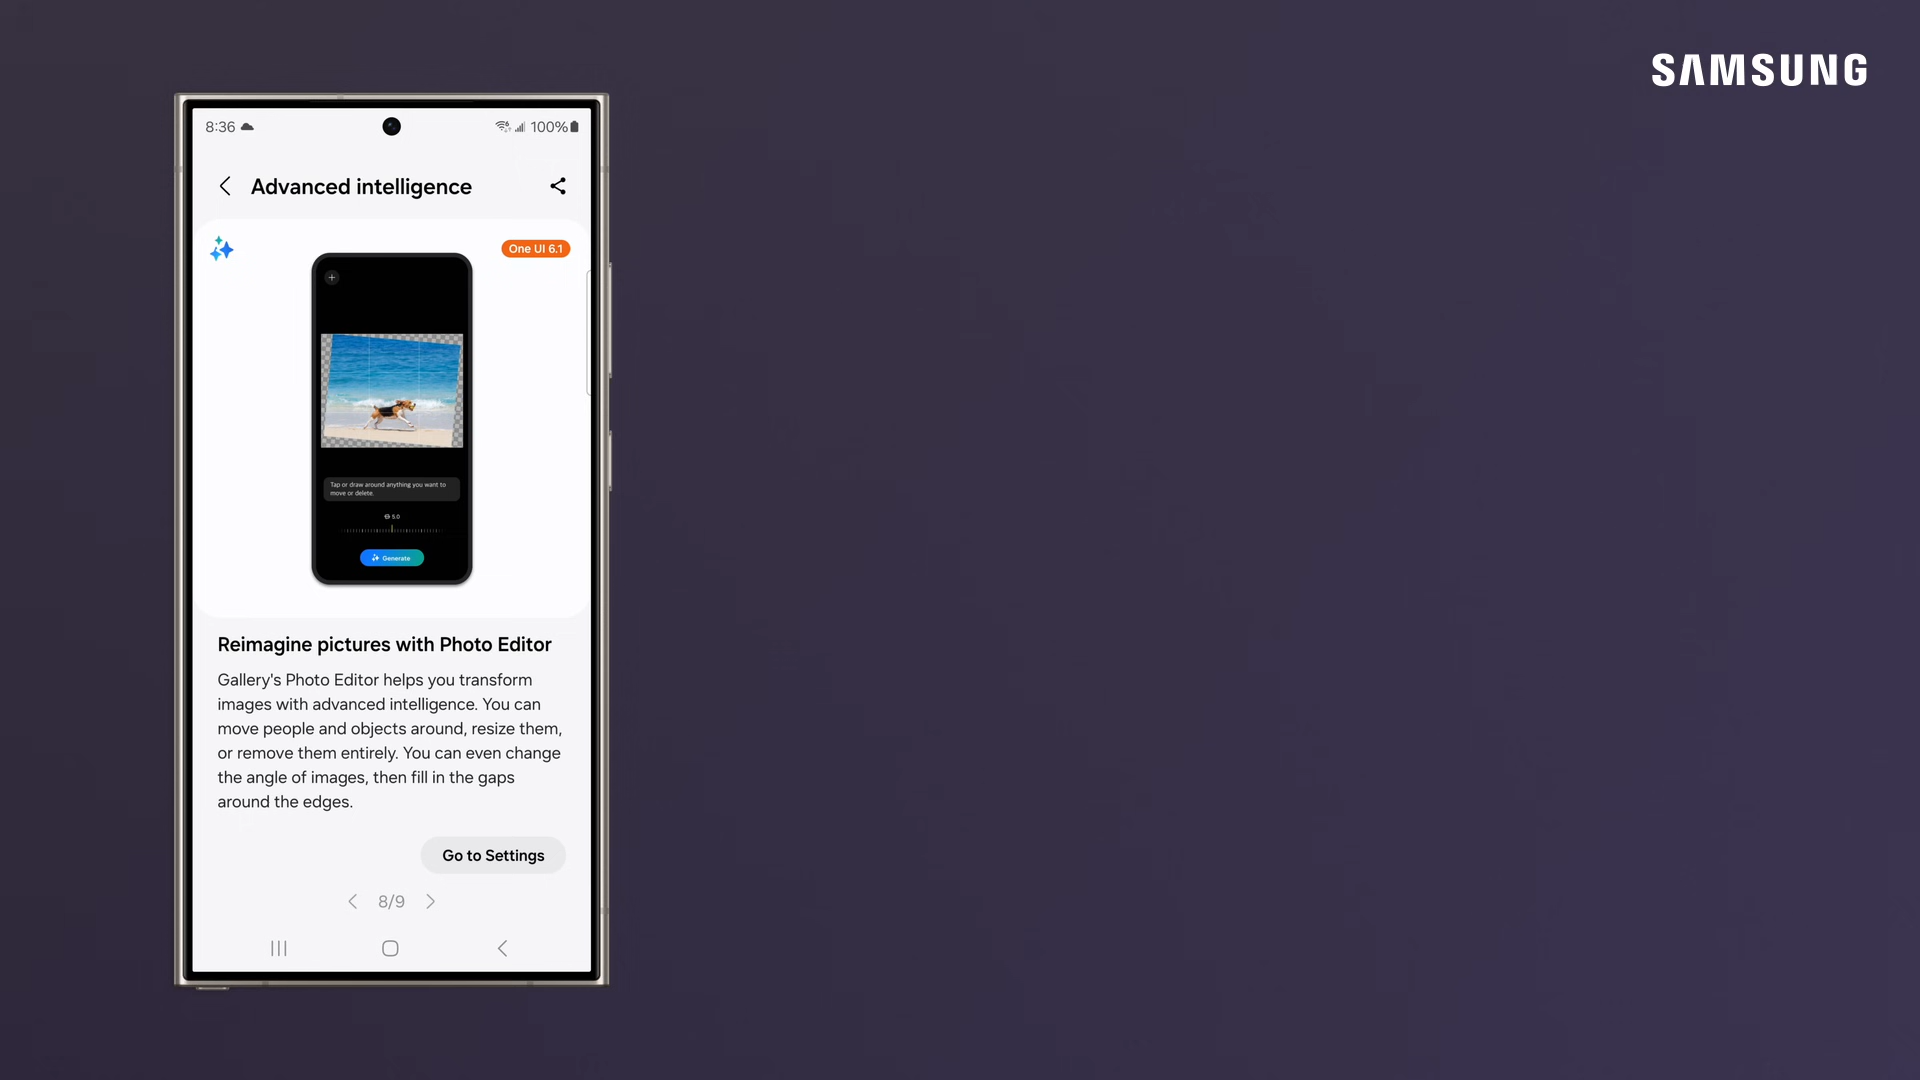 SAMSUNG
8:36
100%
Advanced intelligence
One UI 6.1
Tap or draw around anything you want to
move or delete.
5.0
Generate
Reimagine pictures with Photo Editor
Gallery's Photo Editor helps you transform
images with advanced intelligence. You can
move people and objects around, resize them,
or remove them entirely. You can even change
the angle of images, then fill in the gaps
around the edges.
Go to Settings
8/9